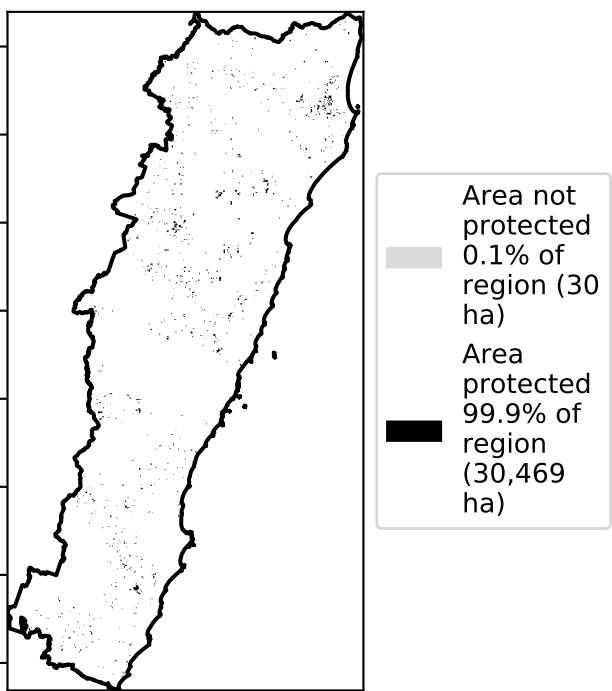 Area not
protected
0.1% of
region (30
ha)
Area
protected
99.9% of
region
(30,469
ha)